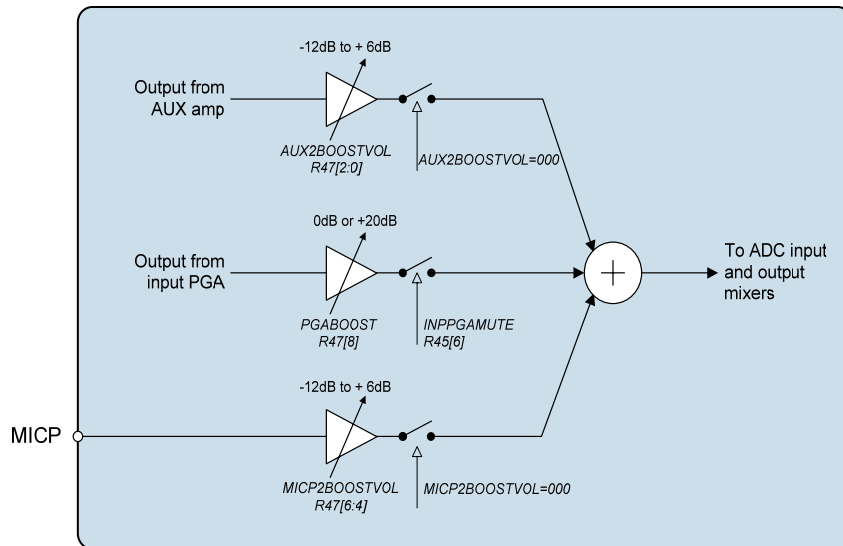 -12dB to + 6dB
Output from
AUX amp
AUX2BOOSTVOL
R47[2:0]
AUX2BOOSTVOL=000
0dB or +20dB
Output from
input PGA
PGABOOST
R47[8]
INPPGAMUTE
R45[6]
+
To ADC input
and output
mixers
-12dB to + 6dB
MICP
MICP2BOOSTVOL
R47[6:4]
MICP2BOOSTVOL=000